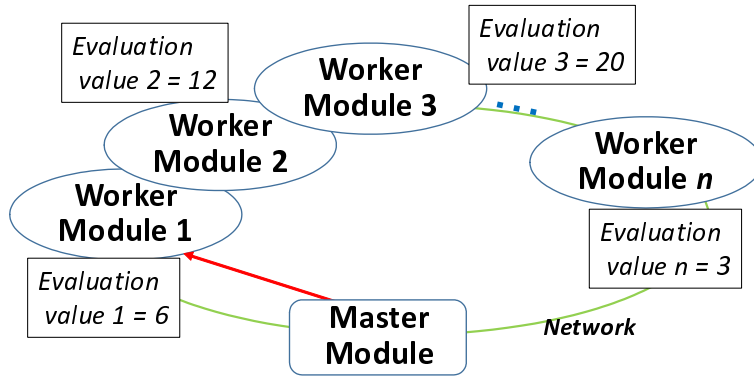 Evaluation
value 2 = 12
Worker
Module 3
Evaluation
value 3 = 20
Worker
Module 2
Worker
Module n
Worker
Module 1
Evaluation
value n = 3
Evaluation
value 1 = 6
Master
Module
Network